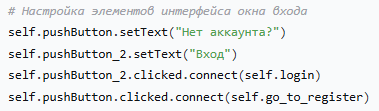 # Настройка элементов интерфейса окна входа
self.pushButton.setText("Нет аккаунта?")
self.pushButton_2.setText("Вход")
self.pushButton_2.clicked.connect(self.login)
self.pushButton.clicked.connect(self.go_to_register)